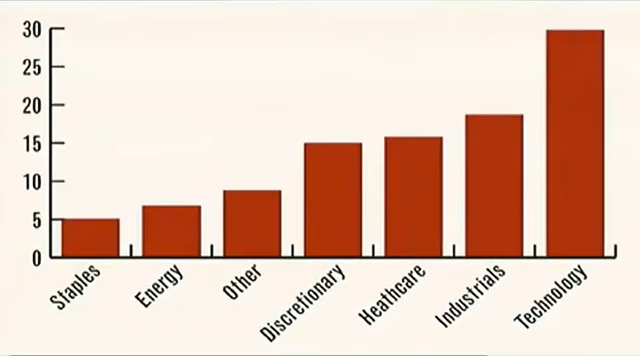 30
25
20
15
10
5
0
Staples
Energy
Other
Discretionary
Heathcare
Industrials
Technology